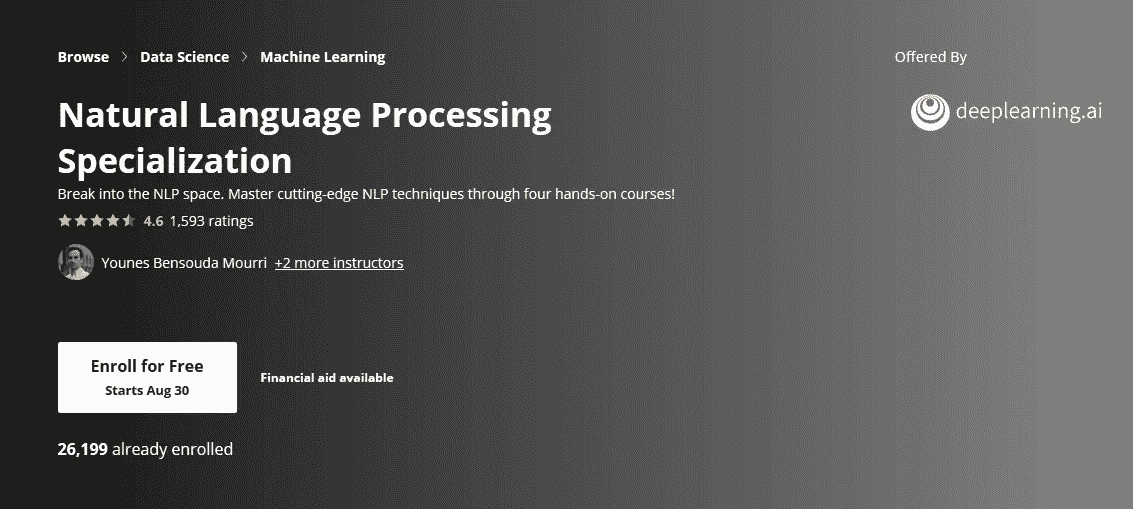 Browse > Data Science > Machine Learning
Offered By
deeplearning.ai
Natural Language Processing
Specialization
Break into the NLP space. Master cutting-edge NLP techniques through four hands-on courses!
4.6 1,593 ratings
Younes Bensouda Mourri +2 more instructors
Enroll for Free
Starts Aug 30
Financial aid available
26,199 already enrolled